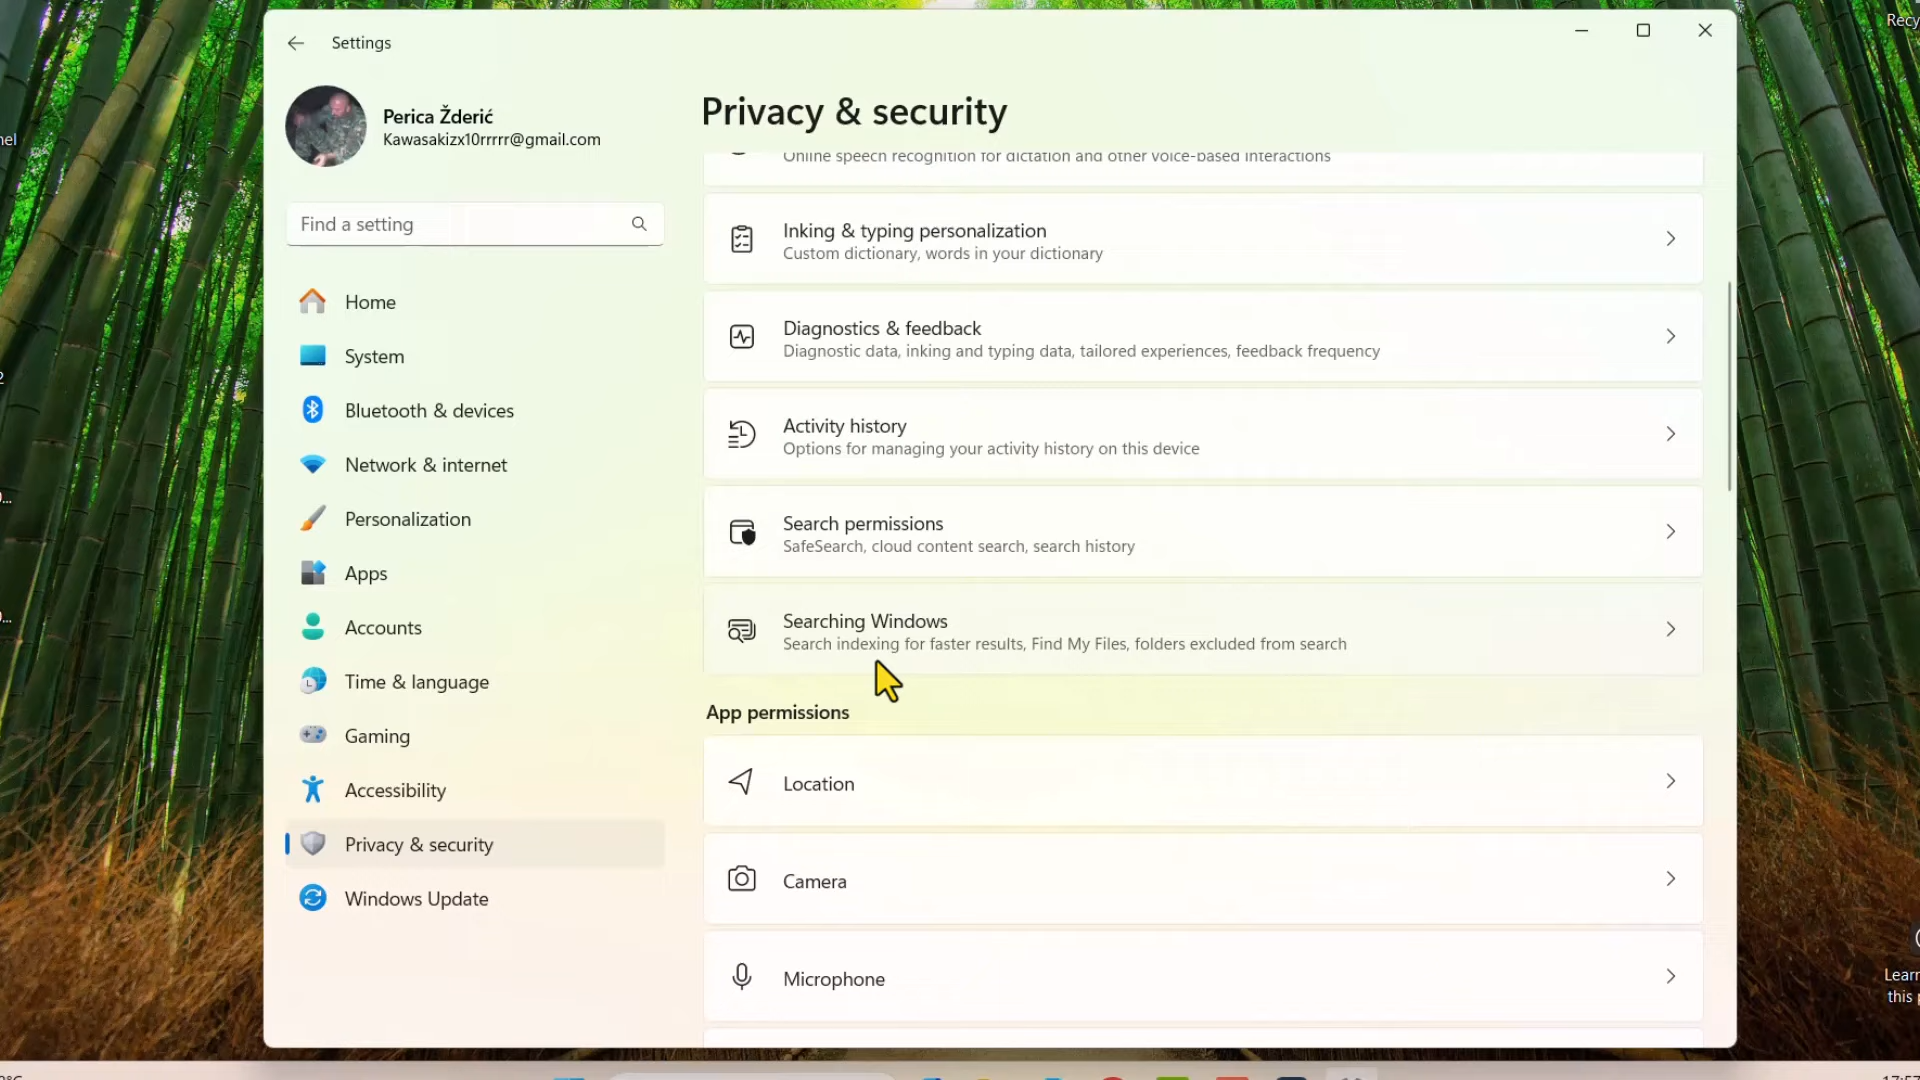 Settings
Perica Žderić
Kawasakizx10rrrrr@gmail.com
Find a setting
Home
System
Bluetooth & devices
Network & internet
Personalization
Apps
Accounts
Time & language
Gaming
Accessibility
Privacy & security
Windows Update
Privacy & security
Online speech recognition for dictation and other voice-based interactions
Inking & typing personalization
Custom dictionary, words in your dictionary
Diagnostics & feedback
Diagnostic data, inking and typing data, tailored experiences, feedback frequency
Activity history
Options for managing your activity history on this device
Search permissions
SafeSearch, cloud content search, search history
Searching Windows
Search indexing for faster results, Find My Files, folders excluded from search
App permissions
Location
Camera
Microphone
Recy
Learn
this p